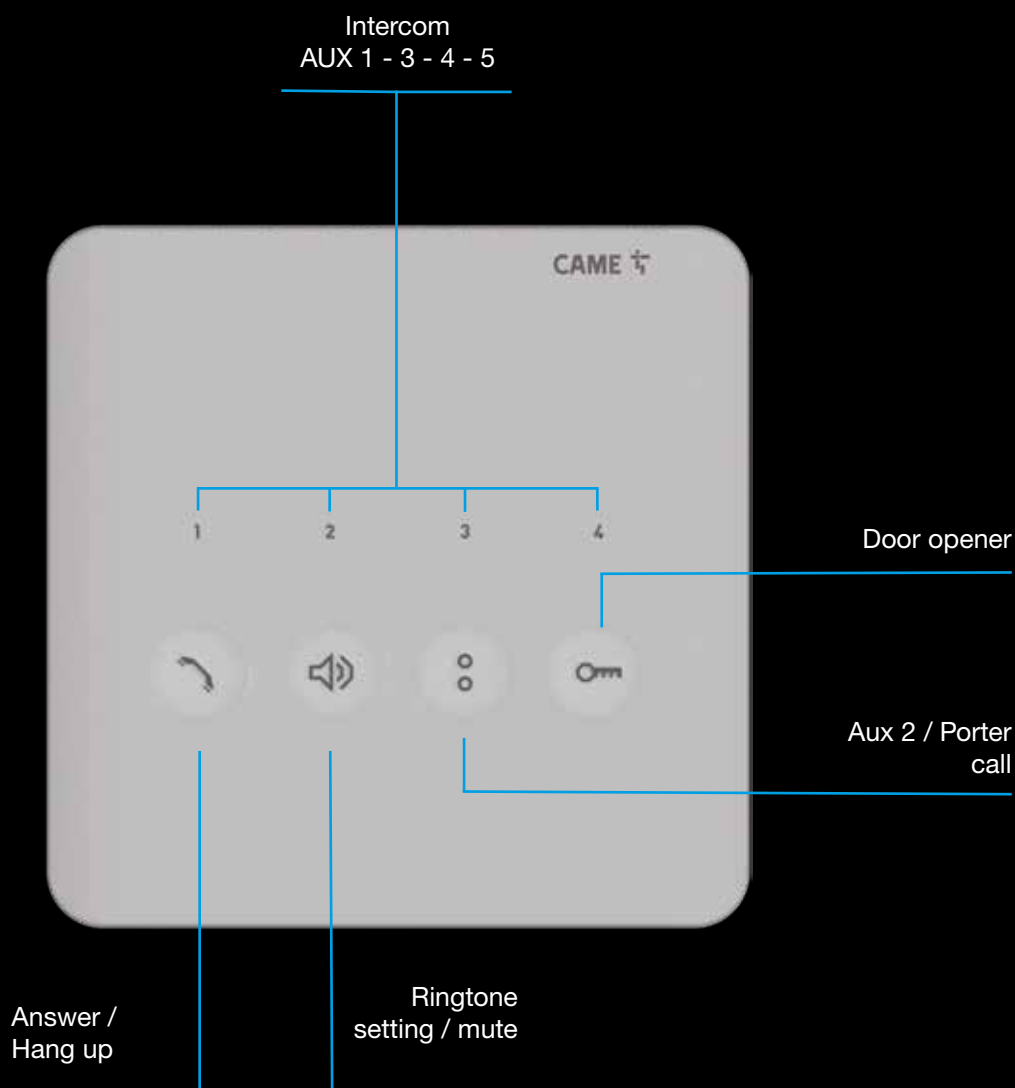 Intercom
AUX 1 - 3 - 4 - 5
CAME
1 2 3 4
Door opener
Aux 2 / Porter
call
Ringtone
setting / mute
Answer /
Hang up